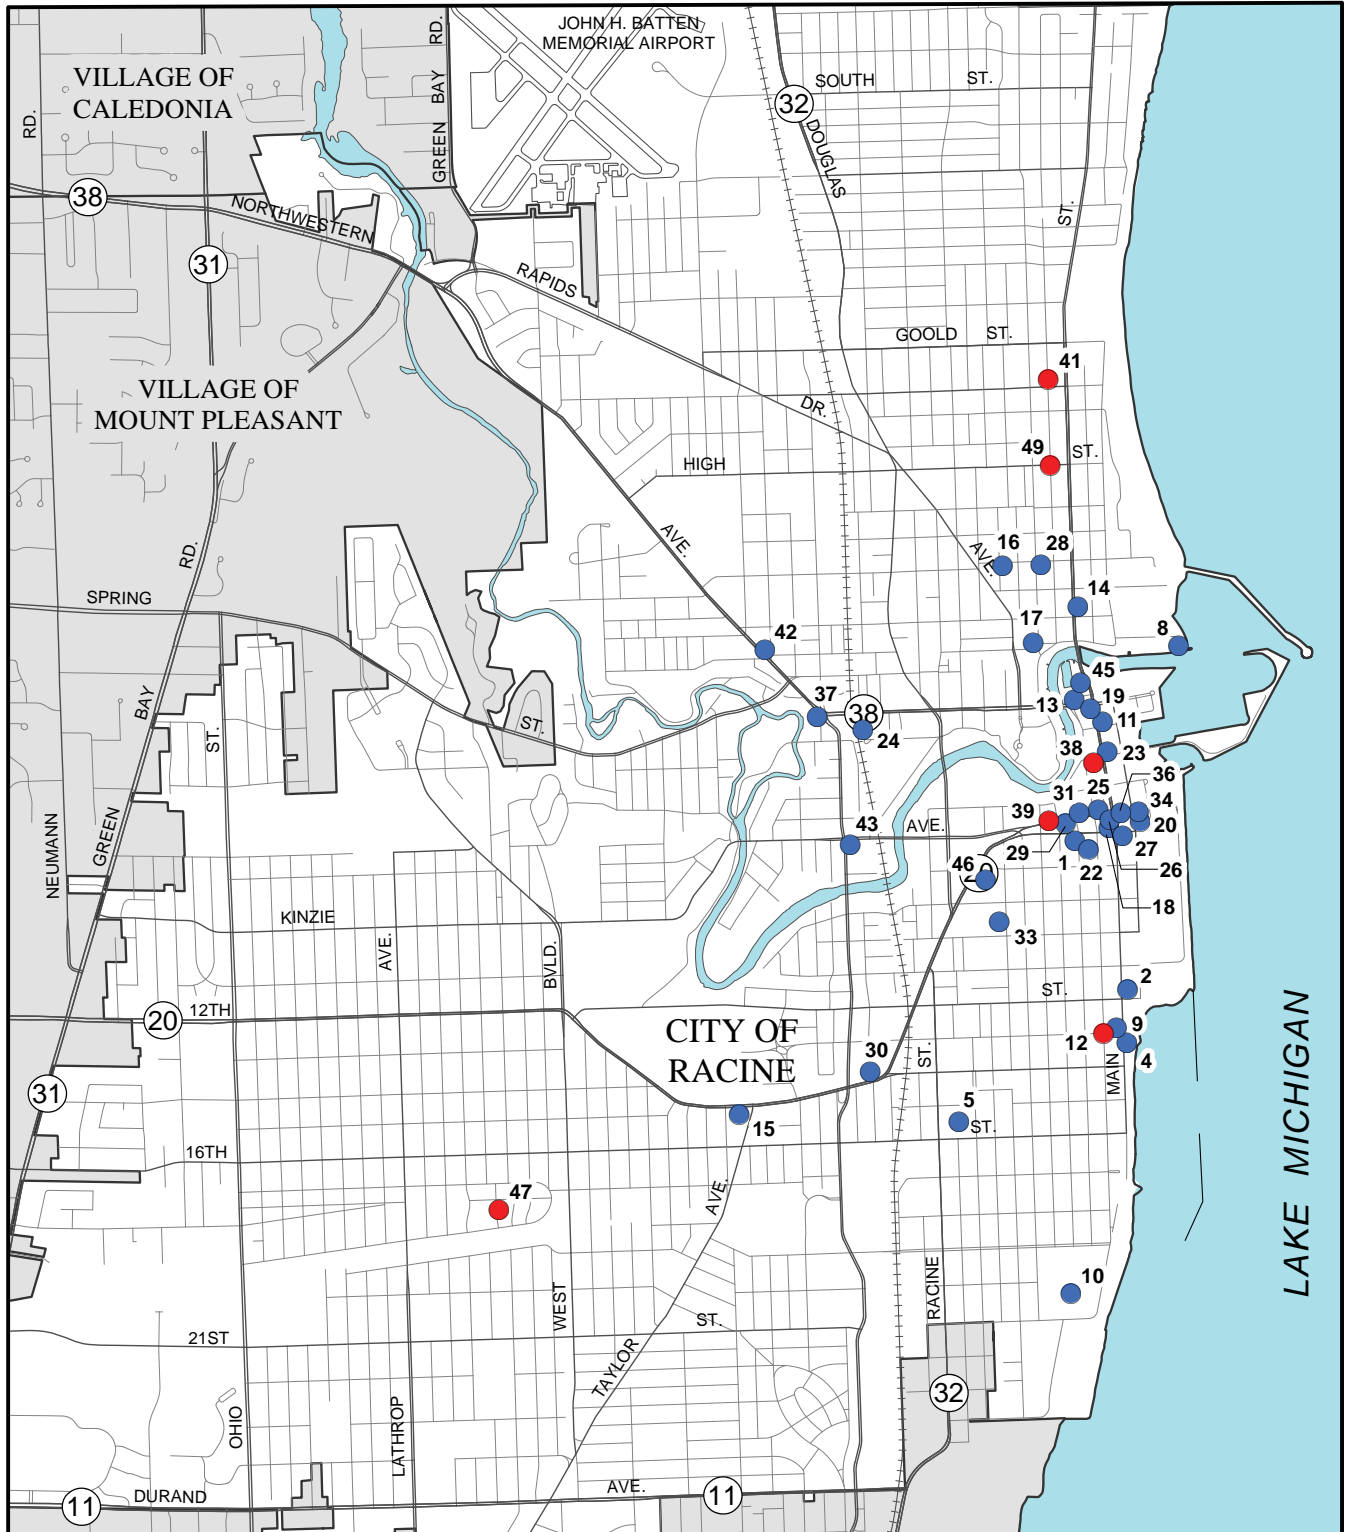 JOHN H. BATTEN
MEMORIAL AIRPORT
RD.
VILLAGE OF
CALEDONIA
SOUTH ST.
32
RD.
GREEN BAY
DOUGLAS
38
NORTHWESTERN
ST.
31
RAPIDS
GOOLD ST.
41
VILLAGE OF
MOUNT PLEASANT
DR.
HIGH
49
ST.
AVE.
RD.
AVE.
16
28
SPRING
14
17
8
42
45
BAY
37
38
13
19
11
ST.
ST.
24
38
23
36
31
25
34
GREEN
39
AVE.
43
20
NEUMANN
29
1
22
27
26
46
18
KINZIE
33
AVE.
BVLD.
2
ST.
12TH
20
CITY OF
RACINE
9
12
4
30
ST.
MAIN
31
5
ST.
15
16TH
LAKE MICHIGAN
47
AVE.
10
RACINE
WEST
ST.
21ST
TAYLOR
32
OHIO
LATHROP
AVE.
11
DURAND
11